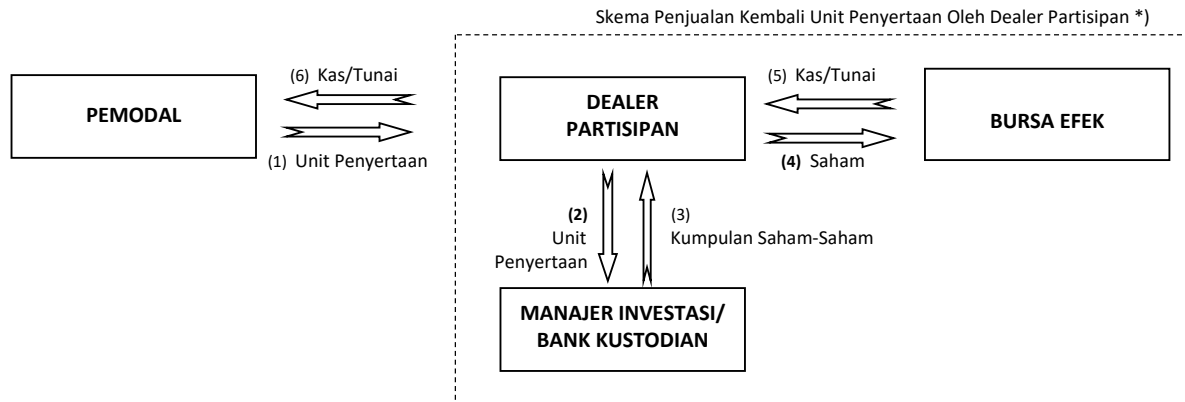 Skema Penjualan Kembali Unit Penyertaan Oleh Dealer Partisipan *)
(6) Kas/Tunai
(5) Kas/Tunai
PEMODAL
DEALER
PARTISIPAN
BURSA EFEK
(1) Unit Penyertaan
(4) Saham
(2)
Unit
Penyertaan
(3)
Kumpulan Saham-Saham
MANAJER INVESTASI/
BANK KUSTODIAN